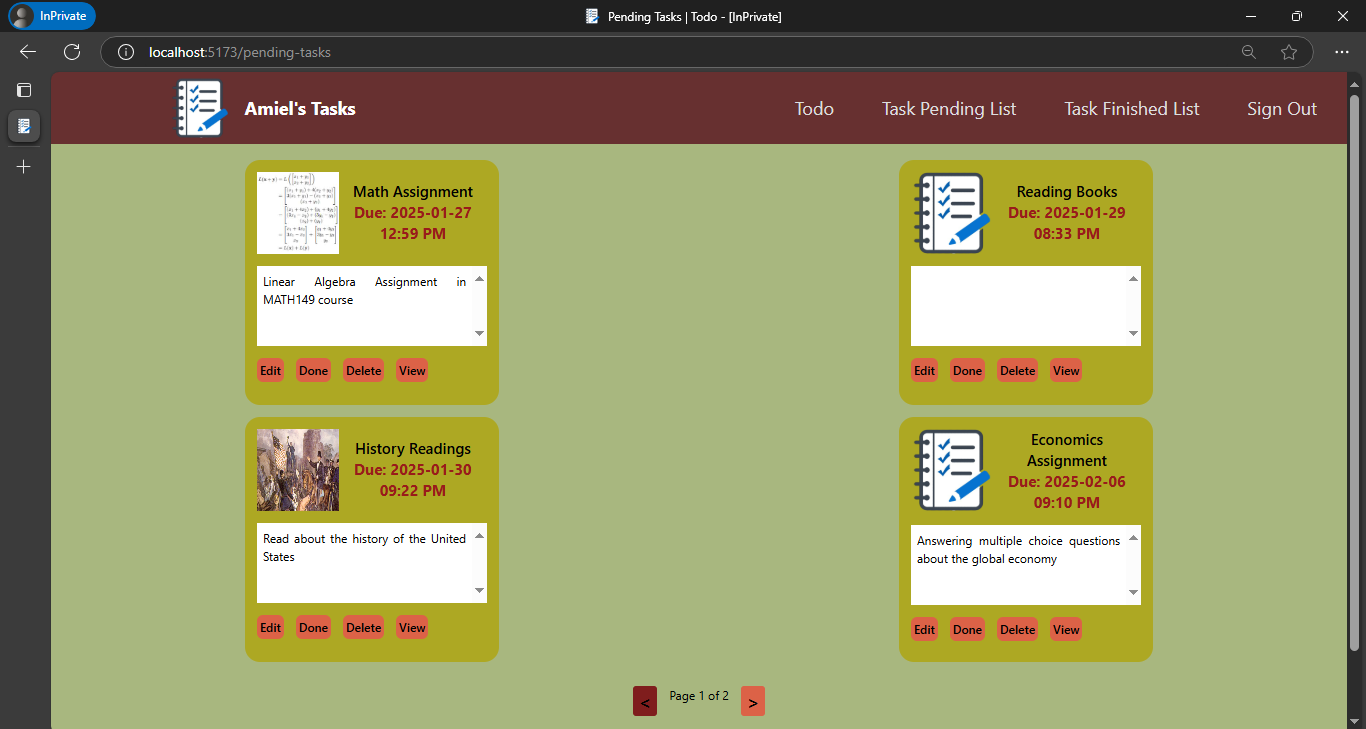 InPrivate
Pending Tasks | Todo - [InPrivate]
localhost:5173/pending-tasks
Amiel's Tasks
Todo
Task Pending List
Task Finished List
Sign Out
Math Assignment
Due: 2025-01-27
12:59 PM
Linear Algebra Assignment in
MATH149 course
Edit
Done
Delete
View
Reading Books
Due: 2025-01-29
08:33 PM
Edit
Done
Delete
View
History Readings
Due: 2025-01-30
09:22 PM
Read about the history of the United
States
Edit
Done
Delete
View
Economics
Assignment
Due: 2025-02-06
09:10 PM
Answering multiple choice questions
about the global economy
Edit
Done
Delete
View
< Page 1 of 2 >